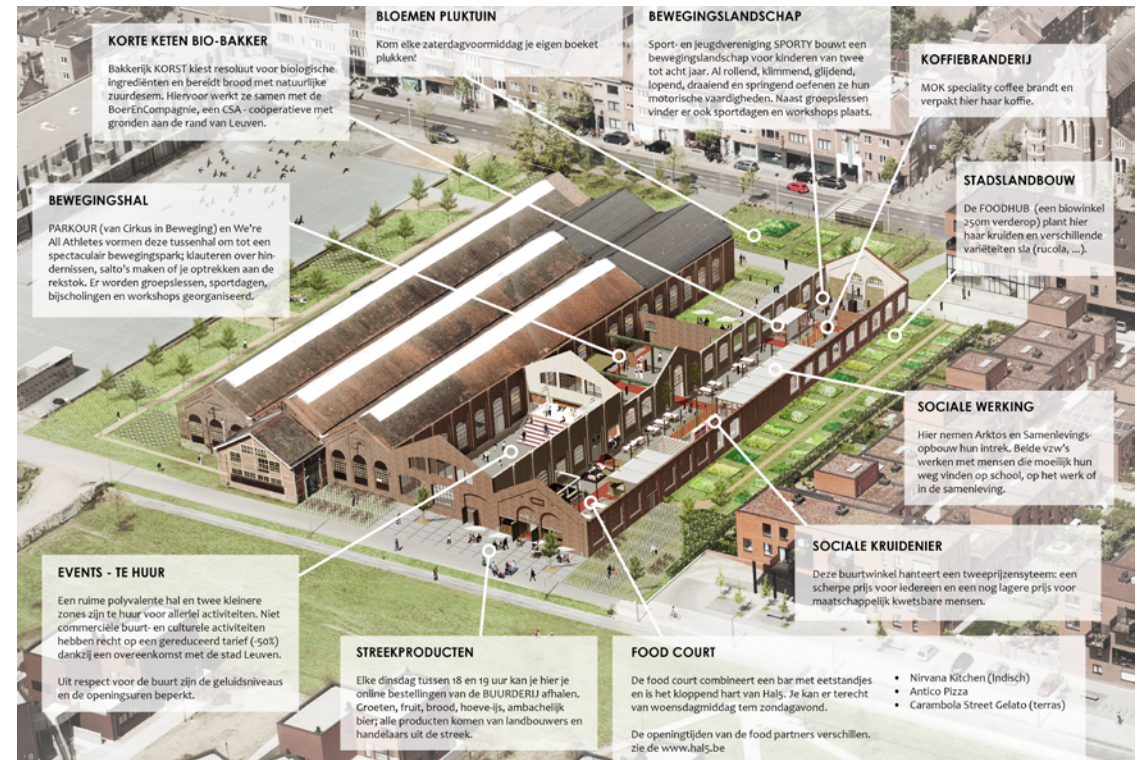 KORTE KETEN BIO-BAKKER
Bakkerijk KORST kiest resoluut voor biologische
ingrediënten en bereidt brood met natuurlijke
zuurdesem. Hiervoor werkt ze samen met de
BoerEnCompagnie, een CSA - coöperatieve met
gronden aan de rand van Leuven.
BLOEMEN PLUKTUIN
Kom elke zaterdagvoormiddag je eigen boeket
plukken!
BEWEGINGSLANDSCHAP
Sport- en jeugdvereniging SPORTY bouwt een
bewegingslandschap voor kinderen van twee
tot acht jaar. Al rollend, klimmend, glijdend,
lopend, draaiend en springend oefenen ze hun
motorische vaardigheden. Naast groepslessen
vinder er ook sportdagen en workshops plaats.
KOFFIEBRANDERIJ
MOK speciality coffee brandt en
verpakt hier haar koffie.
STADSLANDBOUW
De FOODHUB (een biowinkel
250m verderop) plant hier
haar kruiden en verschillende
variëteiten sla (rucola, ...).
BEWEGINGSHAL
PARKOUR (van Cirkus in Beweging) en We're
All Athletes vormen deze tussenhal om tot een
spectaculair bewegingspark; klauteren over hin-
dernissen, salto's maken of je optrekken aan de
rekstok. Er worden groepslessen, sportdagen,
bijscholingen en workshops georganiseerd.
SOCIALE WERKING
Hier nemen Arktos en Samenlevings-
opbouw hun intrek. Beide vzw's
werken met mensen die moeilijk hun
weg vinden op school, op het werk of
in de samenleving.
SOCIALE KRUIDENIER
Deze buurtwinkel hanteert een tweeprijzensyteem: een
scherpe prijs voor iedereen en een nog lagere prijs voor
maatschappelijk kwetsbare mensen.
EVENTS - TE HUUR
Een ruime polyvalente hal en twee kleinere
zones zijn te huur voor allerlei activiteiten. Niet
commerciële buurt- en culturele activiteiten
hebben recht op een gereduceerd tarief (-50%)
dankzij een overeenkomst met de stad Leuven.
Uit respect voor de buurt zijn de geluidsniveaus
en de openingsuren beperkt.
STREEKPRODUCTEN
Elke dinsdag tussen 18 en 19 uur kan je hier je
online bestellingen van de BUURDERIJ afhalen.
Groeten, fruit, brood, hoeve-ijs, ambachelijk
bier; alle producten komen van landbouwers en
handelaars uit de streek.
FOOD COURT
De food court combineert een bar met eetstandjes
en is het kloppend hart van Hal5. Je kan er terecht
van woensdagmiddag tem zondagavond.
De openingtijden van de food partners verschillen.
zie de www.hal5.be
• Nirvana Kitchen (Indisch)
• Antico Pizza
• Carambola Street Gelato (terras)